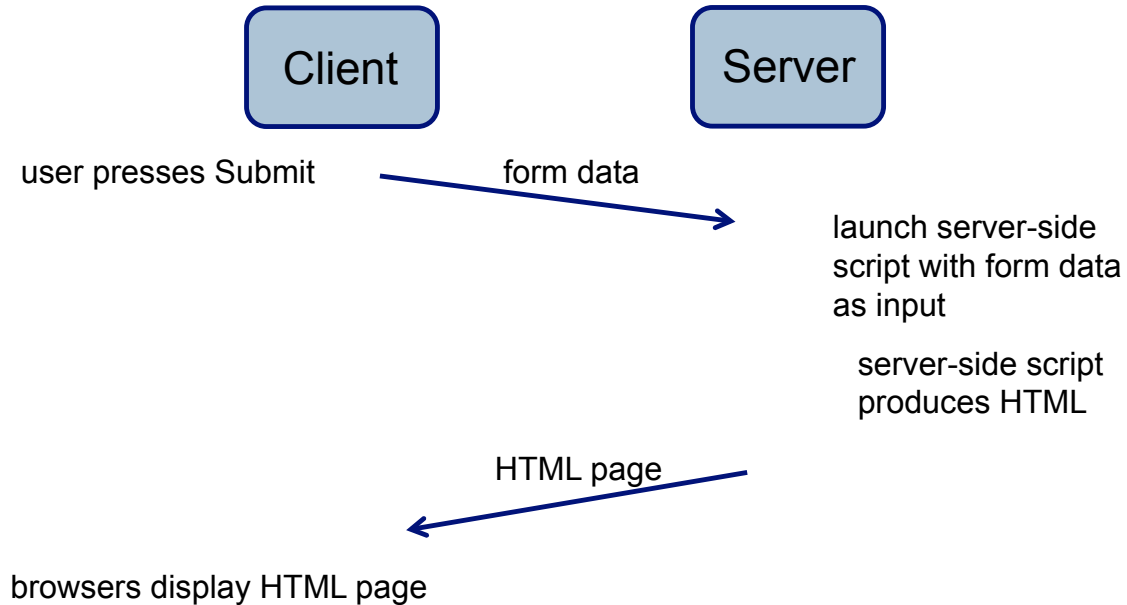 Client
Server
user presses Submit
form data
launch server-side
script with form data
as input
server-side script
produces HTML
HTML page
browsers display HTML page